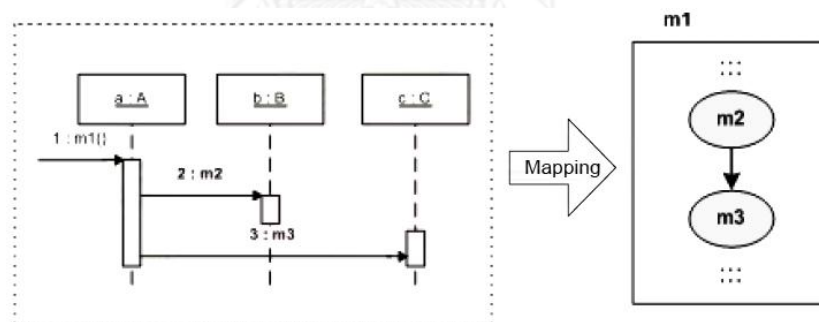 m1
a : A
b : B
c : C
1 : m1()
2 : m2
3 : m3
Mapping
:::
m2
m3
:::